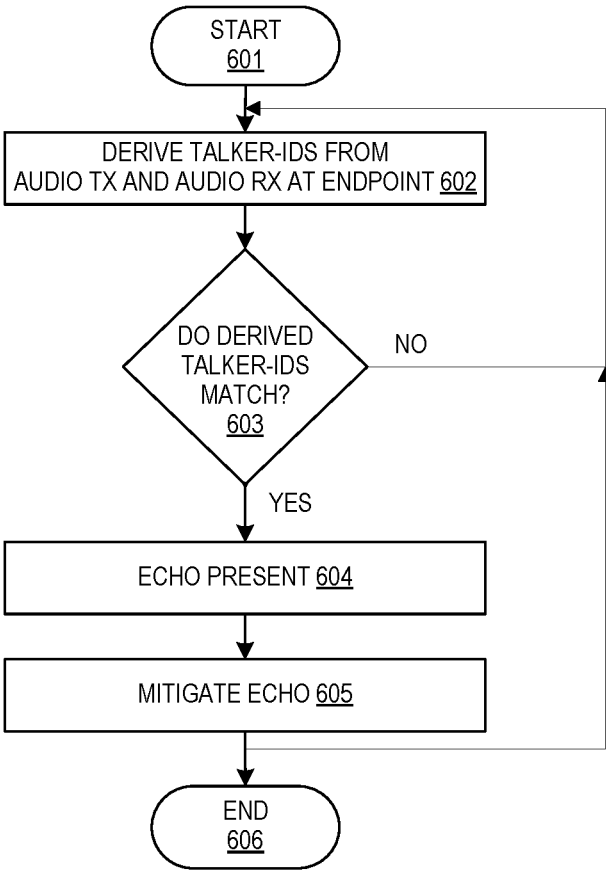 START
601
DERIVE TALKER-IDS FROM
AUDIO TX AND AUDIO RX AT ENDPOINT 602
DO DERIVED
TALKER-IDS
MATCH?
603
NO
YES
ECHO PRESENT 604
MITIGATE ECHO 605
END
606